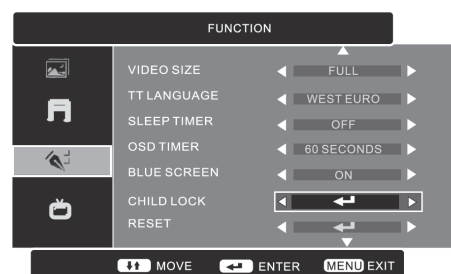 FUNCTION
VIDEO SIZE FULL
TT LANGUAGE WEST EURO
SLEEP TIMER OFF
OSD TIMER 60 SECONDS
BLUE SCREEN ON
CHILD LOCK
RESET
MOVE ENTER MENU EXIT